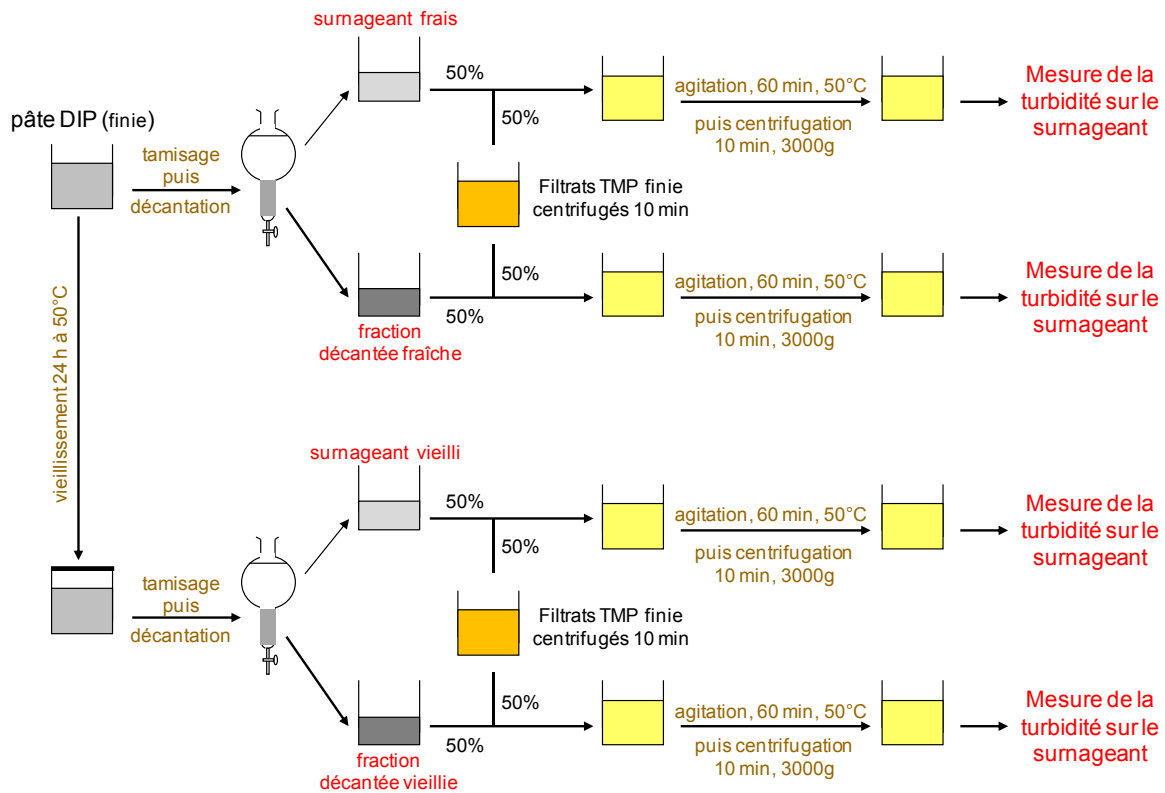 surnageant frais
pâte DIP (finie)
tamisage
puis
décantation
50%
50%
agitation, 60 min, 50°C
puis centrifugation
10 min, 3000g
Mesure de la
turbidité sur le
surnageant
Filtrats TMP finie
centrifugés 10 min
50%
50%
fraction
décantée fraîche
agitation, 60 min, 50°C
puis centrifugation
10 min, 3000g
Mesure de la
turbidité sur le
surnageant
vieillissement 24 h à 50°C
surnageant vieilli
tamisage
puis
décantation
50%
50%
agitation, 60 min, 50°C
puis centrifugation
10 min, 3000g
Mesure de la
turbidité sur le
surnageant
Filtrats TMP finie
centrifugés 10 min
50%
50%
fraction
décantée vieillie
agitation, 60 min, 50°C
puis centrifugation
10 min, 3000g
Mesure de la
turbidité sur le
surnageant